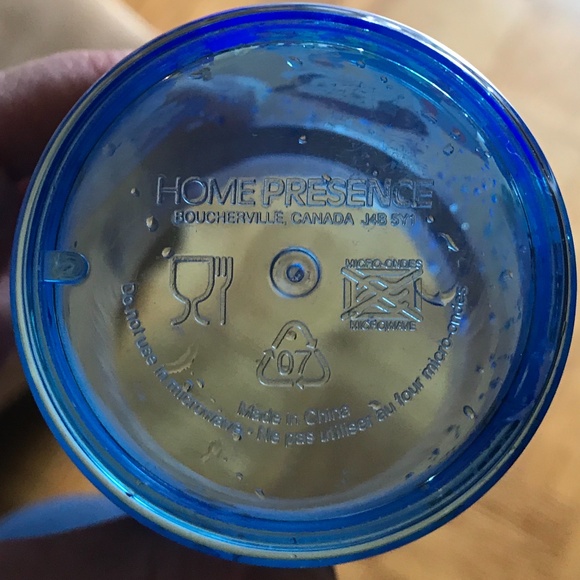 HOME PRESENCE
BOUCHERVILLE, CANADA J4B 5Y1
MICRO-ONDES
MICROWAVE
07
Made in China
Do not use in microwave • Ne pas utiliser au four micro-ondes